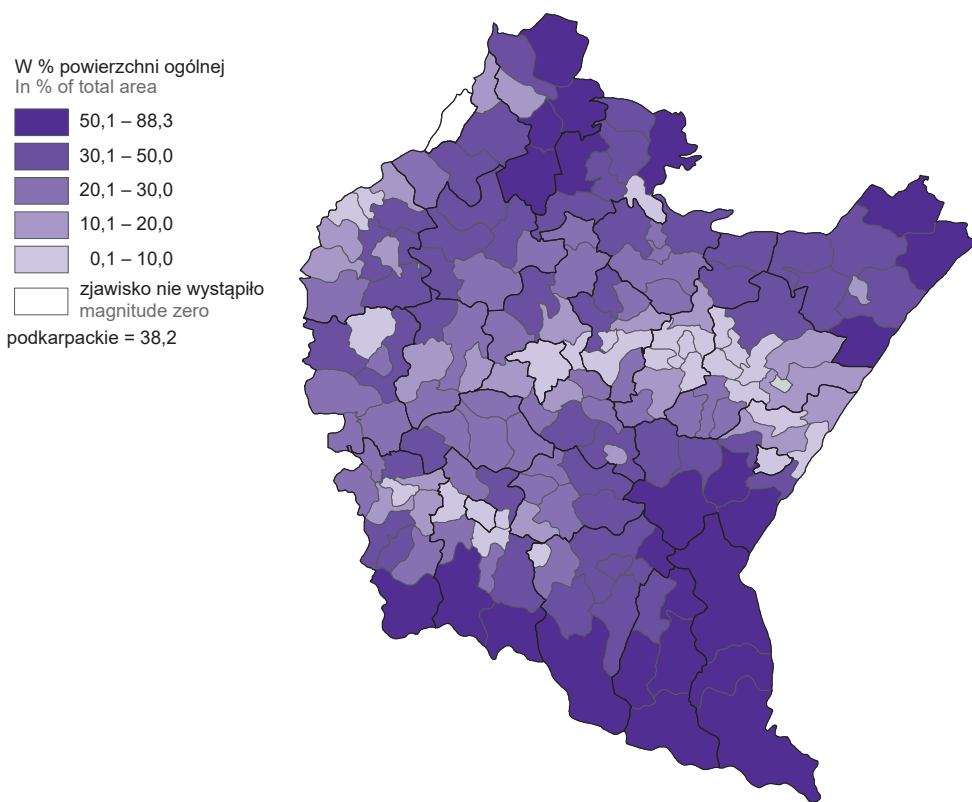 W % powierzchni ogólnej
In % of total area
50,1 – 88,3
30,1 – 50,0
20,1 – 30,0
10,1 – 20,0
0,1 – 10,0
zjawisko nie wystąpiło
magnitude zero
podkarpackie = 38,2